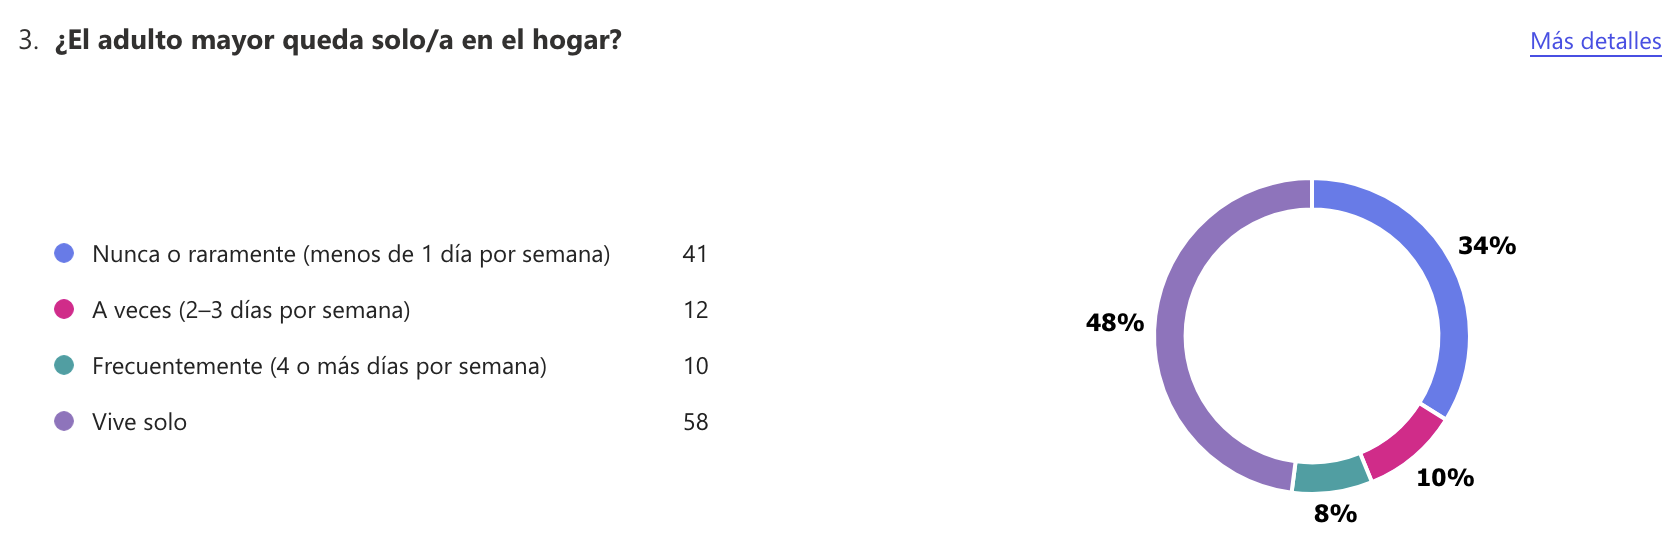 3. ¿El adulto mayor queda solo/a en el hogar?
Más detalles
Nunca o raramente (menos de 1 día por semana) 41
A veces (2–3 días por semana) 12
Frecuentemente (4 o más días por semana) 10
Vive solo 58
34%
48%
10%
8%